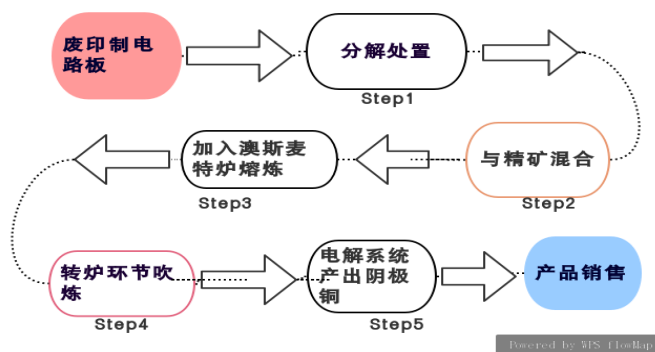 废印制电
路板
分解处置
Step1
加入澳斯麦
特炉熔炼
Step3
与精矿混合
Step2
转炉环节吹
炼
Step4
电解系统
产出阴极
铜
Step5
产品销售
Powered by WPS flowMap